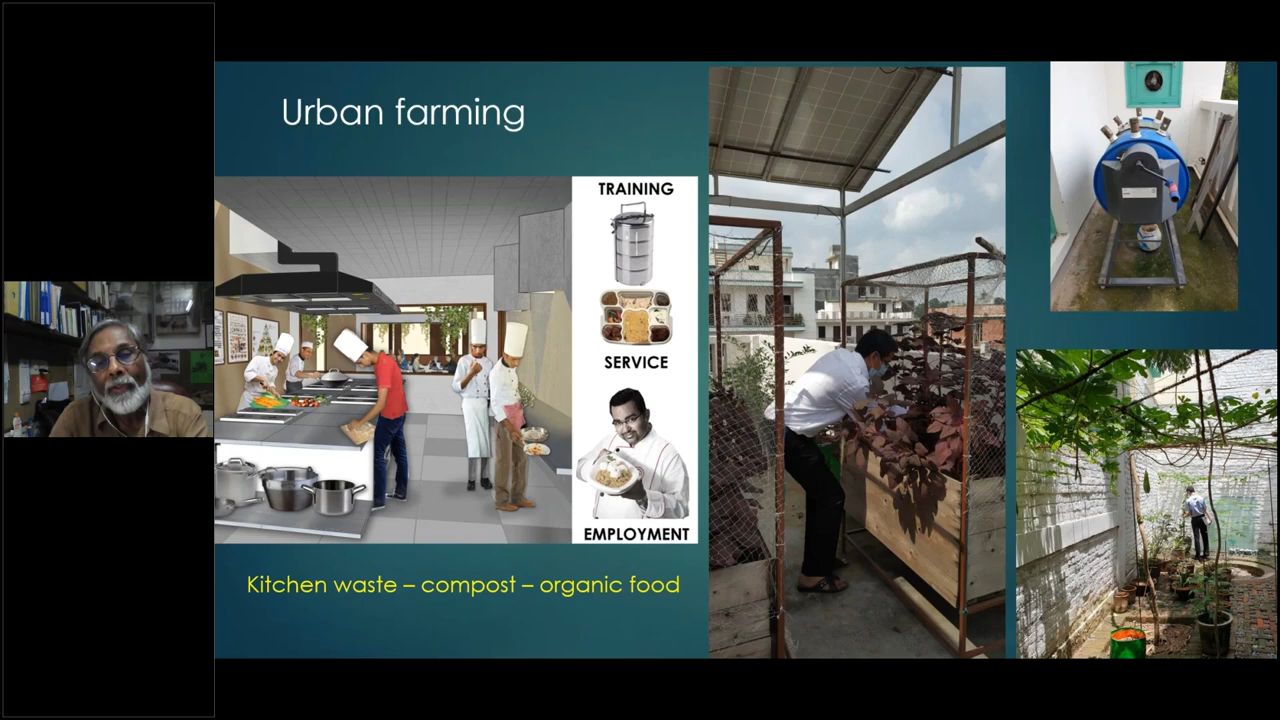 Urban farming
TRAINING
SERVICE
EMPLOYMENT
Kitchen waste – compost – organic food